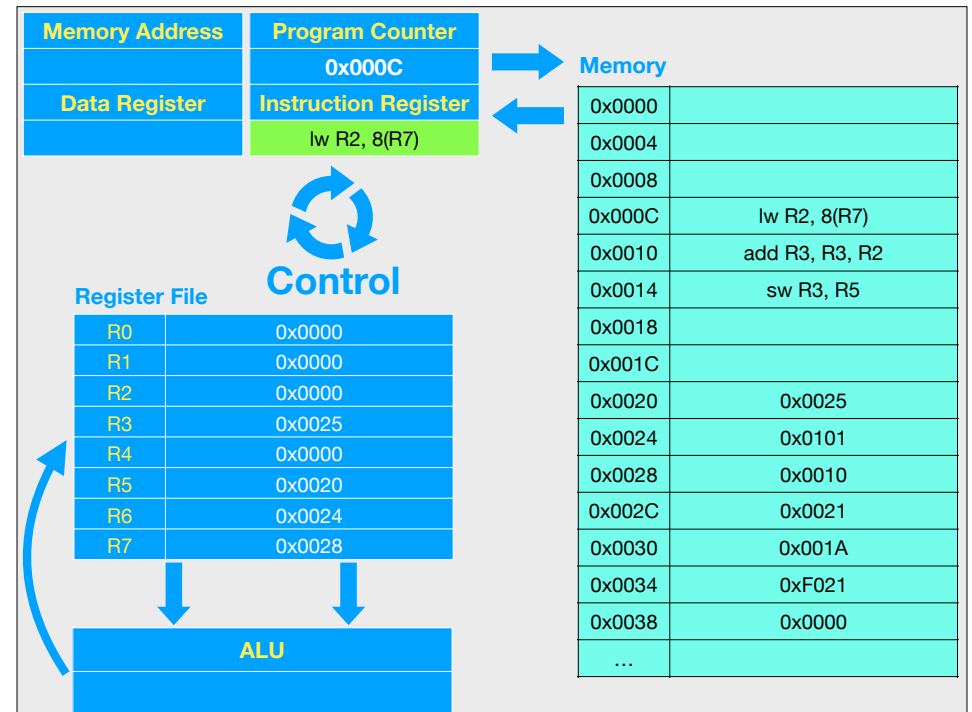 Memory Address Program Counter
0x000C
Data Register Instruction Register
lw R2, 8(R7)
Control
Register File
R0 0x0000
R1 0x0000
R2 0x0000
R3 0x0025
R4 0x0000
R5 0x0020
R6 0x0024
R7 0x0028
ALU
Memory
0x0000
0x0004
0x0008
0x000C lw R2, 8(R7)
0x0010 add R3, R3, R2
0x0014 sw R3, R5
0x0018
0x001C
0x0020 0x0025
0x0024 0x0101
0x0028 0x0010
0x002C 0x0021
0x0030 0x001A
0x0034 0xF021
0x0038 0x0000
…